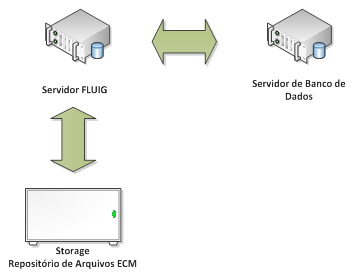 Servidor FLUIG
Servidor de Banco de
Dados
Storage
Repositório de Arquivos ECM